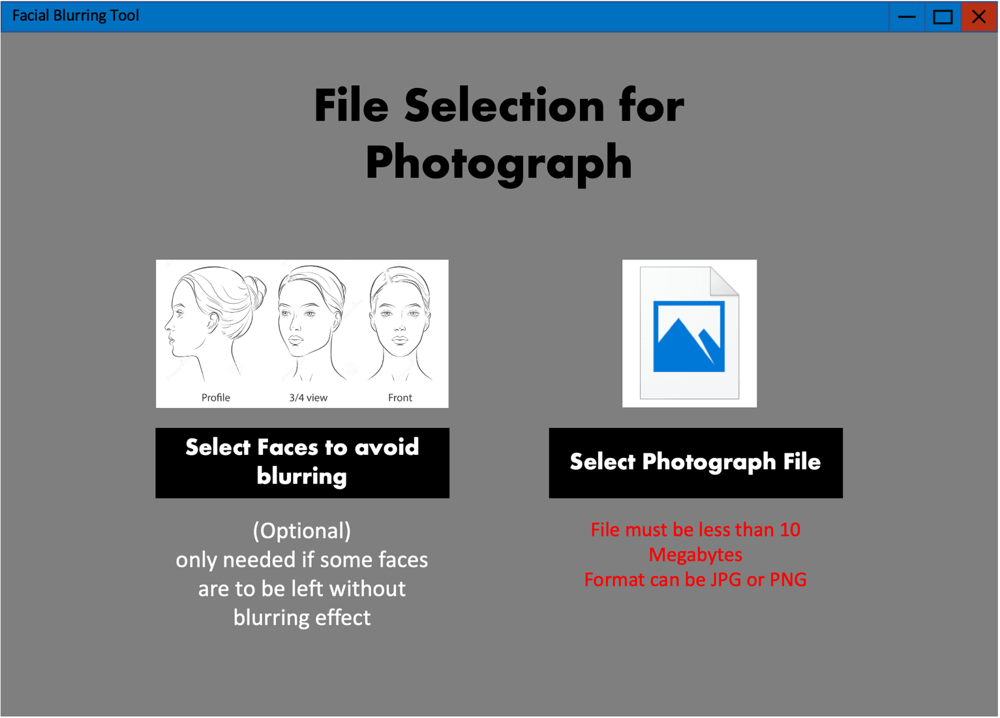 Facial Blurring Tool
File Selection for
Photograph
Profile
3/4 view
Front
Select Faces to avoid
blurring
Select Photograph File
(Optional)
only needed if some faces
are to be left without
blurring effect
File must be less than 10
Megabytes
Format can be JPG or PNG